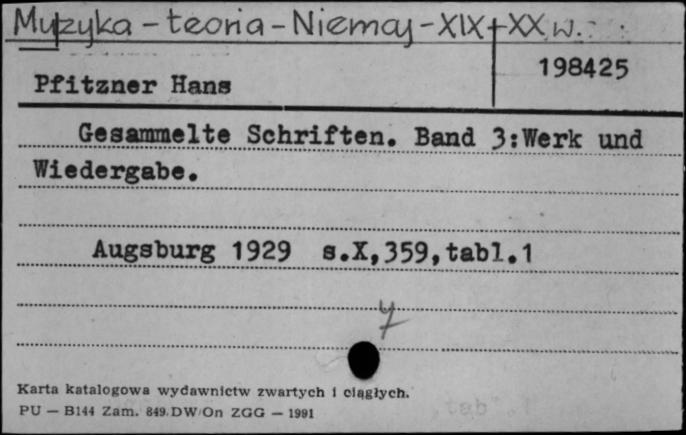 Muzyka - teoria - Niemcy - XIX-XX w.
198425
Pfitzner Hans
Gesammelte Schriften. Band 3:Werk und
Wiedergabe.
Augsburg 1929 s.X,359,tabl.1
Karta katalogowa wydawnictw zwartych i ciągłych.
PU — B144 Zam. 849.DW/On ZGG — 1991